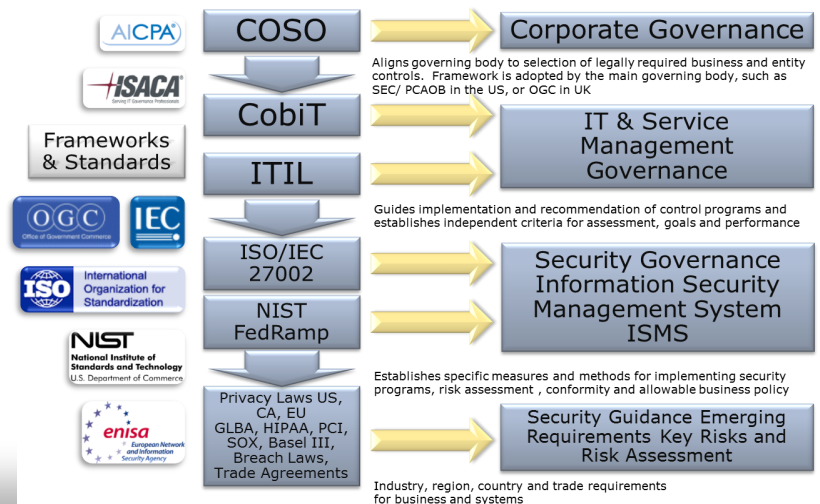 AICPA
COSO
Corporate Governance
Aligns governing body to selection of legally required business and entity
controls. Framework is adopted by the main governing body, such as
SEC/ PCAOB in the US, or OGC in UK
ISACA
Serving IT Governance Professionals
CobiT
IT & Service
Management
Governance
Frameworks
& Standards
ITIL
Guides implementation and recommendation of control programs and
establishes independent criteria for assessment, goals and performance
OGC
Office of Government Commerce
IEC
ISO/IEC
27002
Security Governance
Information Security
Management System
ISMS
ISO
International
Organization for
Standardization
NIST
FedRamp
NIST
National Institute of
Standards and Technology
U.S. Department of Commerce
Establishes specific measures and methods for implementing security
programs, risk assessment , conformity and allowable business policy
Privacy Laws US,
CA, EU
GLBA, HIPAA, PCI,
SOX, Basel III,
Breach Laws,
Trade Agreements
Security Guidance Emerging
Requirements Key Risks and
Risk Assessment
enisa
European Network
and Information
Security Agency
Industry, region, country and trade requirements
for business and systems